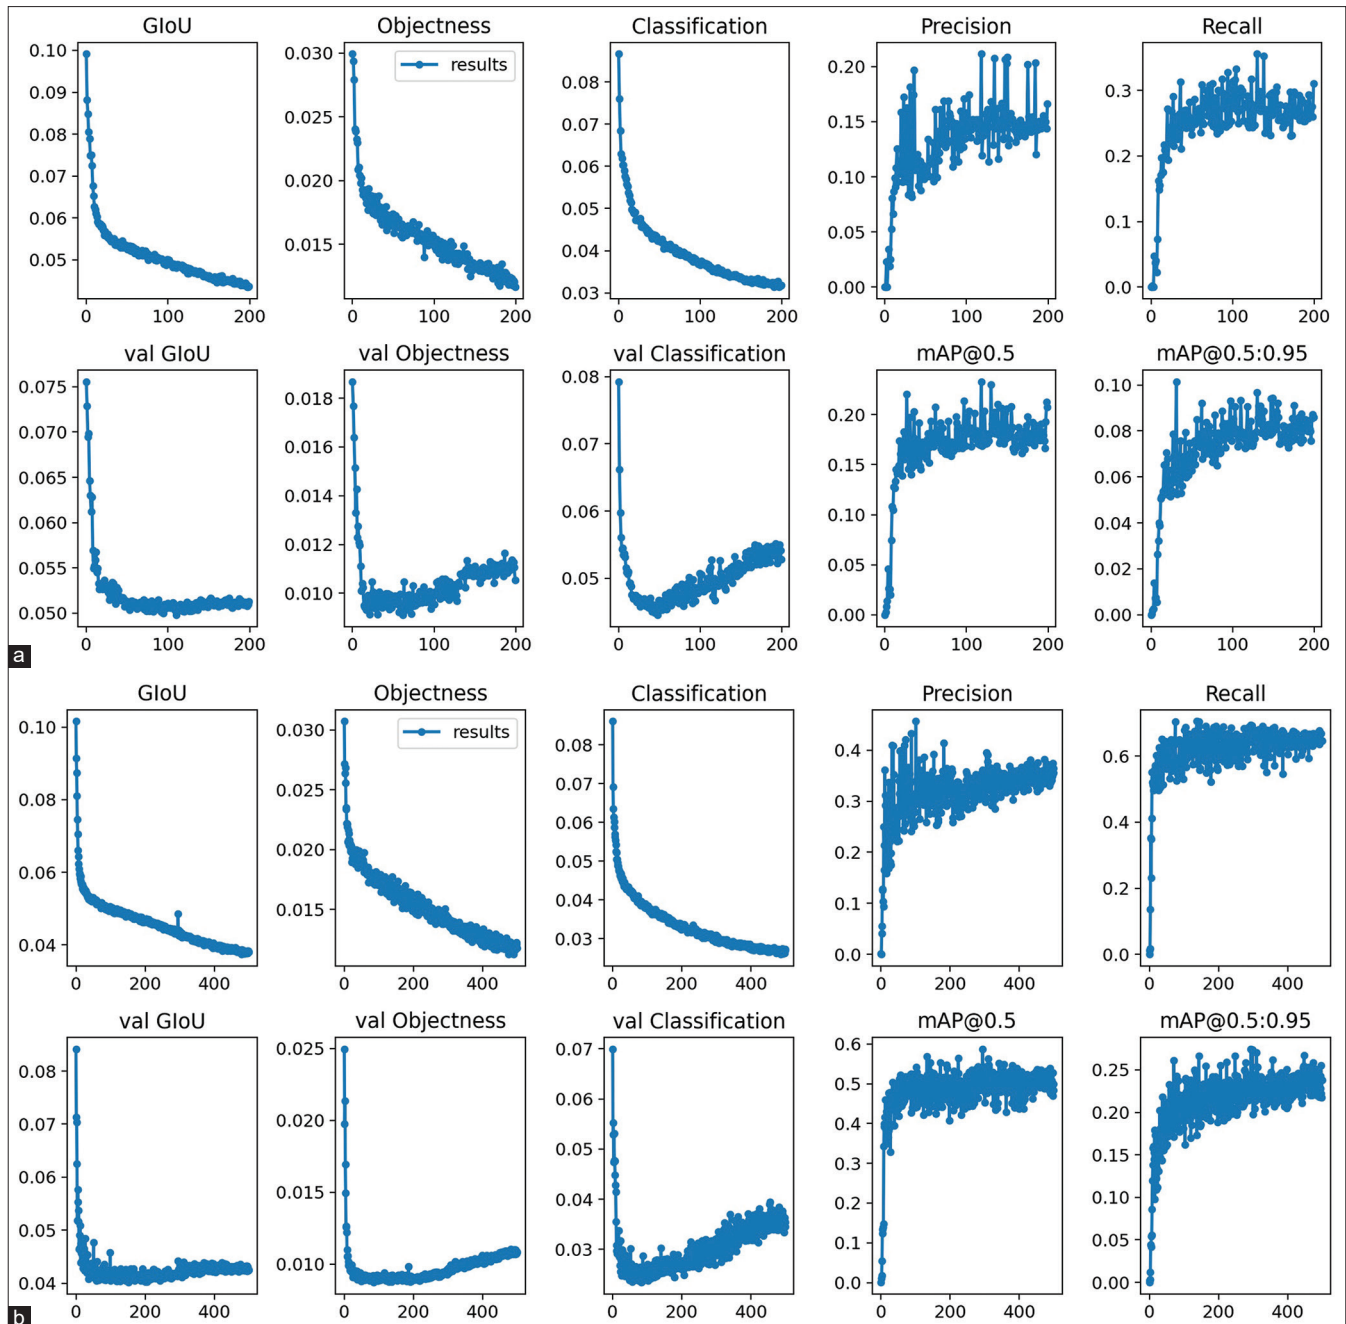 GIoU Objectness Classification Precision Recall
results
0.10 0.09 0.08 0.07 0.06 0.05
0.030 0.025 0.020 0.015
0.08 0.07 0.06 0.05 0.04 0.03
0.20 0.15 0.10 0.05 0.00
0.3 0.2 0.1 0.0
0 100 200 0 100 200 0 100 200 0 100 200 0 100 200
val GIoU val Objectness val Classification mAP@0.5 mAP@0.5:0.95
0.075 0.070 0.065 0.060 0.055 0.050
0.018 0.016 0.014 0.012 0.010
0.08 0.07 0.06 0.05
0.20 0.15 0.10 0.05 0.00
0.10 0.08 0.06 0.04 0.02 0.00
0 100 200 0 100 200 0 100 200 0 100 200 0 100 200
a
GIoU Objectness Classification Precision Recall
results
0.10 0.08 0.06 0.04
0.030 0.025 0.020 0.015
0.08 0.07 0.06 0.05 0.04 0.03
0.4 0.3 0.2 0.1 0.0
0.6 0.4 0.2 0.0
0 200 400 0 200 400 0 200 400 0 200 400 0 200 400
val GIoU val Objectness val Classification mAP@0.5 mAP@0.5:0.95
0.08 0.07 0.06 0.05 0.04
0.025 0.020 0.015 0.010
0.07 0.06 0.05 0.04 0.03
0.6 0.5 0.4 0.3 0.2 0.1 0.0
0.25 0.20 0.15 0.10 0.05 0.00
0 200 400 0 200 400 0 200 400 0 200 400 0 200 400
b